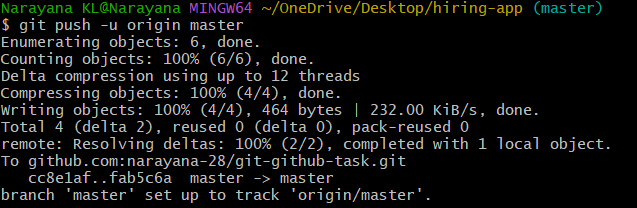 Narayana KL@Narayana MINGW64 ~/OneDrive/Desktop/hiring-app (master)
$ git push -u origin master
Enumerating objects: 6, done.
Counting objects: 100% (6/6), done.
Delta compression using up to 12 threads
Compressing objects: 100% (4/4), done.
Writing objects: 100% (4/4), 464 bytes | 232.00 KiB/s, done.
Total 4 (delta 2), reused 0 (delta 0), pack-reused 0
remote: Resolving deltas: 100% (2/2), completed with 1 local object.
To github.com:narayana-28/git-github-task.git
   cc8e1af..fab5c6a  master -> master
branch 'master' set up to track 'origin/master'.